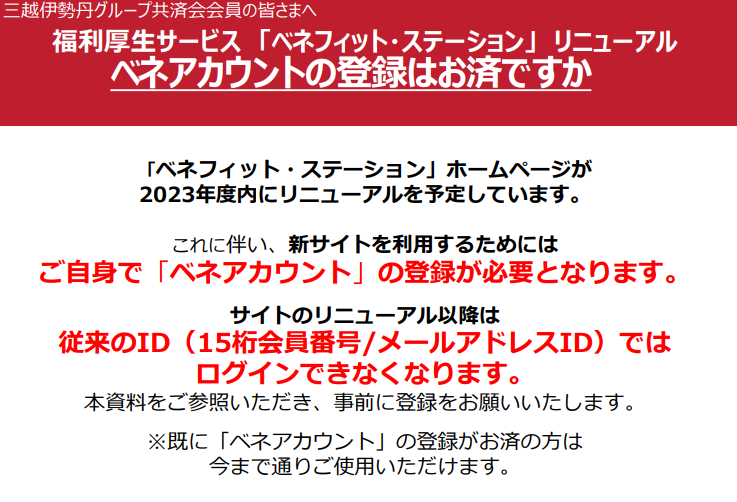 三越伊勢丹グループ共済会会員の皆さまへ
福利厚生サービス「ベネフィット・ステーション」リニューアル
ベネアカウントの登録はお済ですか
「ベネフィット・ステーション」ホームページが
2023年度内にリニューアルを予定しています。
これに伴い、新サイトを利用するためには
ご自身で「ベネアカウント」の登録が必要となります。
サイトのリニューアル以降は
従来のID（15桁会員番号/メールアドレスID）では
ログインできなくなります。
本資料をご参照いただき、事前に登録をお願いいたします。
※既に「ベネアカウント」の登録がお済の方は
今まで通りご使用いただけます。